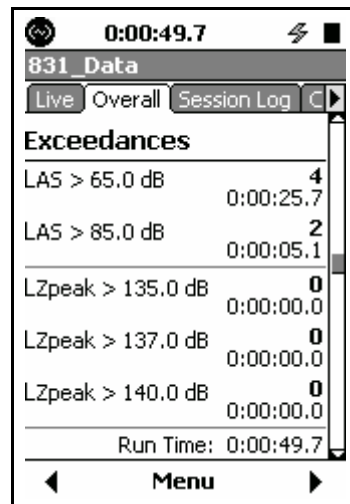 0:00:49.7
831_Data
Live Overall Session Log C
Exceedances
LAS > 65.0 dB 4
0:00:25.7
LAS > 85.0 dB 2
0:00:05.1
LZpeak > 135.0 dB 0
0:00:00.0
LZpeak > 137.0 dB 0
0:00:00.0
LZpeak > 140.0 dB 0
0:00:00.0
Run Time: 0:00:49.7
Menu